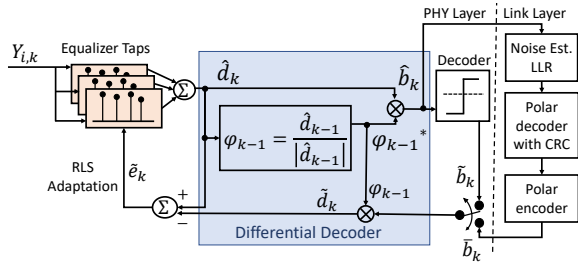 PHY Layer
Link Layer
Equalizer Taps
Y_{i,k}
Σ
d̂_k
b̂_k
Decoder
Noise Est.
LLR
φ_{k−1} = d̂_{k−1} / |d̂_{k−1}|
φ_{k−1}*
Polar
decoder
with CRC
RLS
Adaptation
ẽ_k
φ_{k−1}
b̃_k
Polar
encoder
+
Σ
−
d̃_k
Differential Decoder
b̅_k